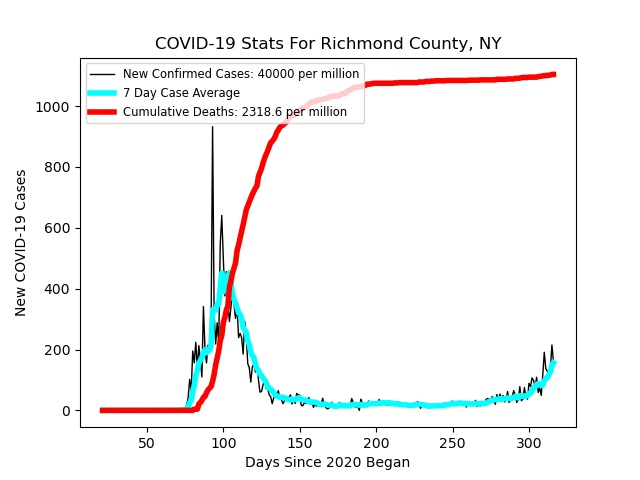 COVID-19 Stats For Richmond County, NY
New Confirmed Cases: 40000 per million
7 Day Case Average
Cumulative Deaths: 2318.6 per million
New COVID-19 Cases
1000
800
600
400
200
0
50 100 150 200 250 300
Days Since 2020 Began